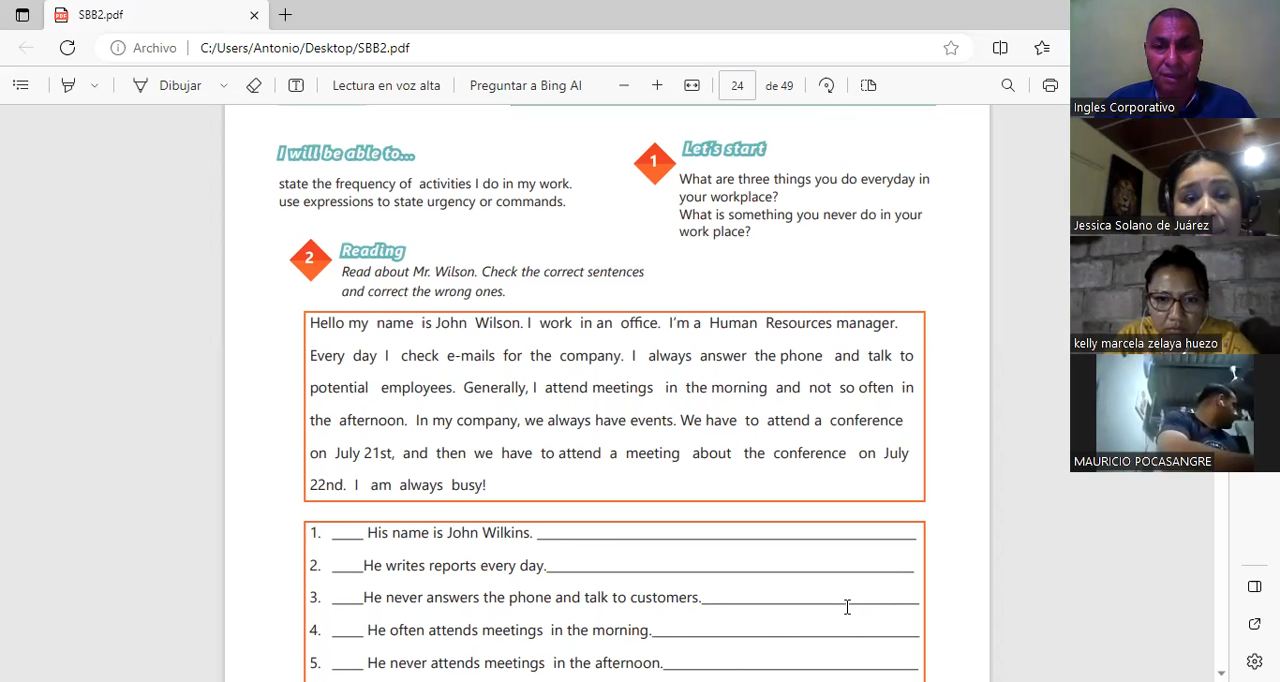 SBB2.pdf
Archivo C:/Users/Antonio/Desktop/SBB2.pdf
Dibujar Lectura en voz alta Preguntar a Bing AI 24 de 49
I will be able to...
state the frequency of activities I do in my work.
use expressions to state urgency or commands.
1 Let's start
What are three things you do everyday in
your workplace?
What is something you never do in your
work place?
2 Reading
Read about Mr. Wilson. Check the correct sentences
and correct the wrong ones.
Hello my name is John Wilson. I work in an office. I'm a Human Resources manager.
Every day I check e-mails for the company. I always answer the phone and talk to
potential employees. Generally, I attend meetings in the morning and not so often in
the afternoon. In my company, we always have events. We have to attend a conference
on July 21st, and then we have to attend a meeting about the conference on July
22nd. I am always busy!
1. ____ His name is John Wilkins. ____
2. ____He writes reports every day.____
3. ____He never answers the phone and talk to customers.____
4. ____ He often attends meetings in the morning.____
5. ____ He never attends meetings in the afternoon.____
Ingles Corporativo
Jessica Solano de Juárez
kelly marcela zelaya huezo
MAURICIO POCASANGRE